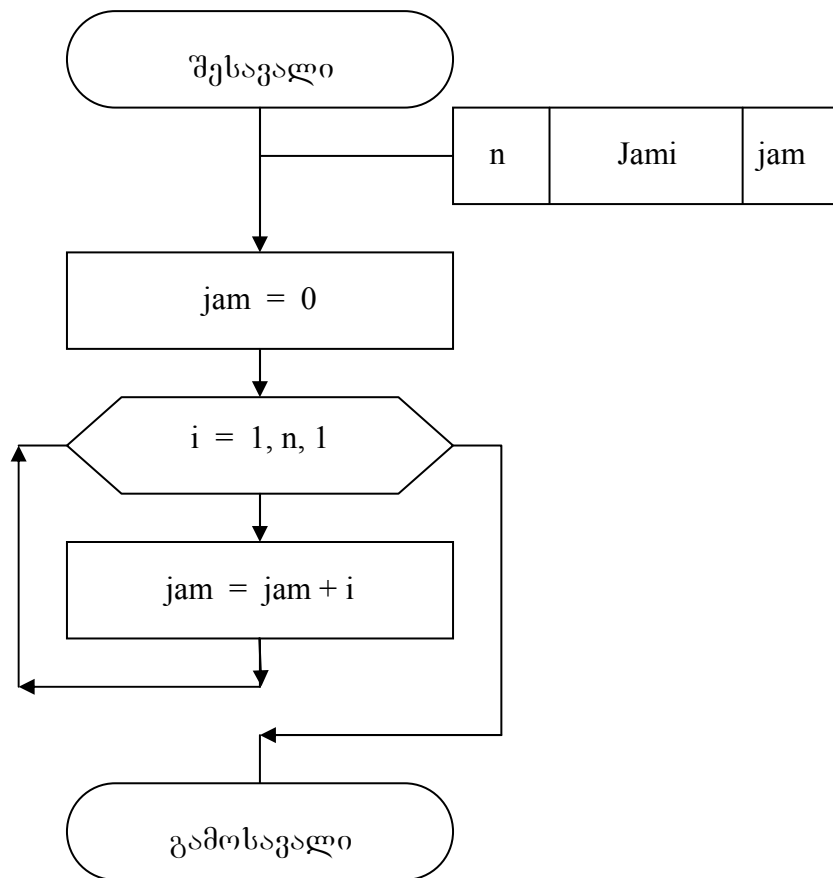 შესავალი
n Jami jam
jam = 0
i = 1, n, 1
jam = jam + i
გამოსავალი